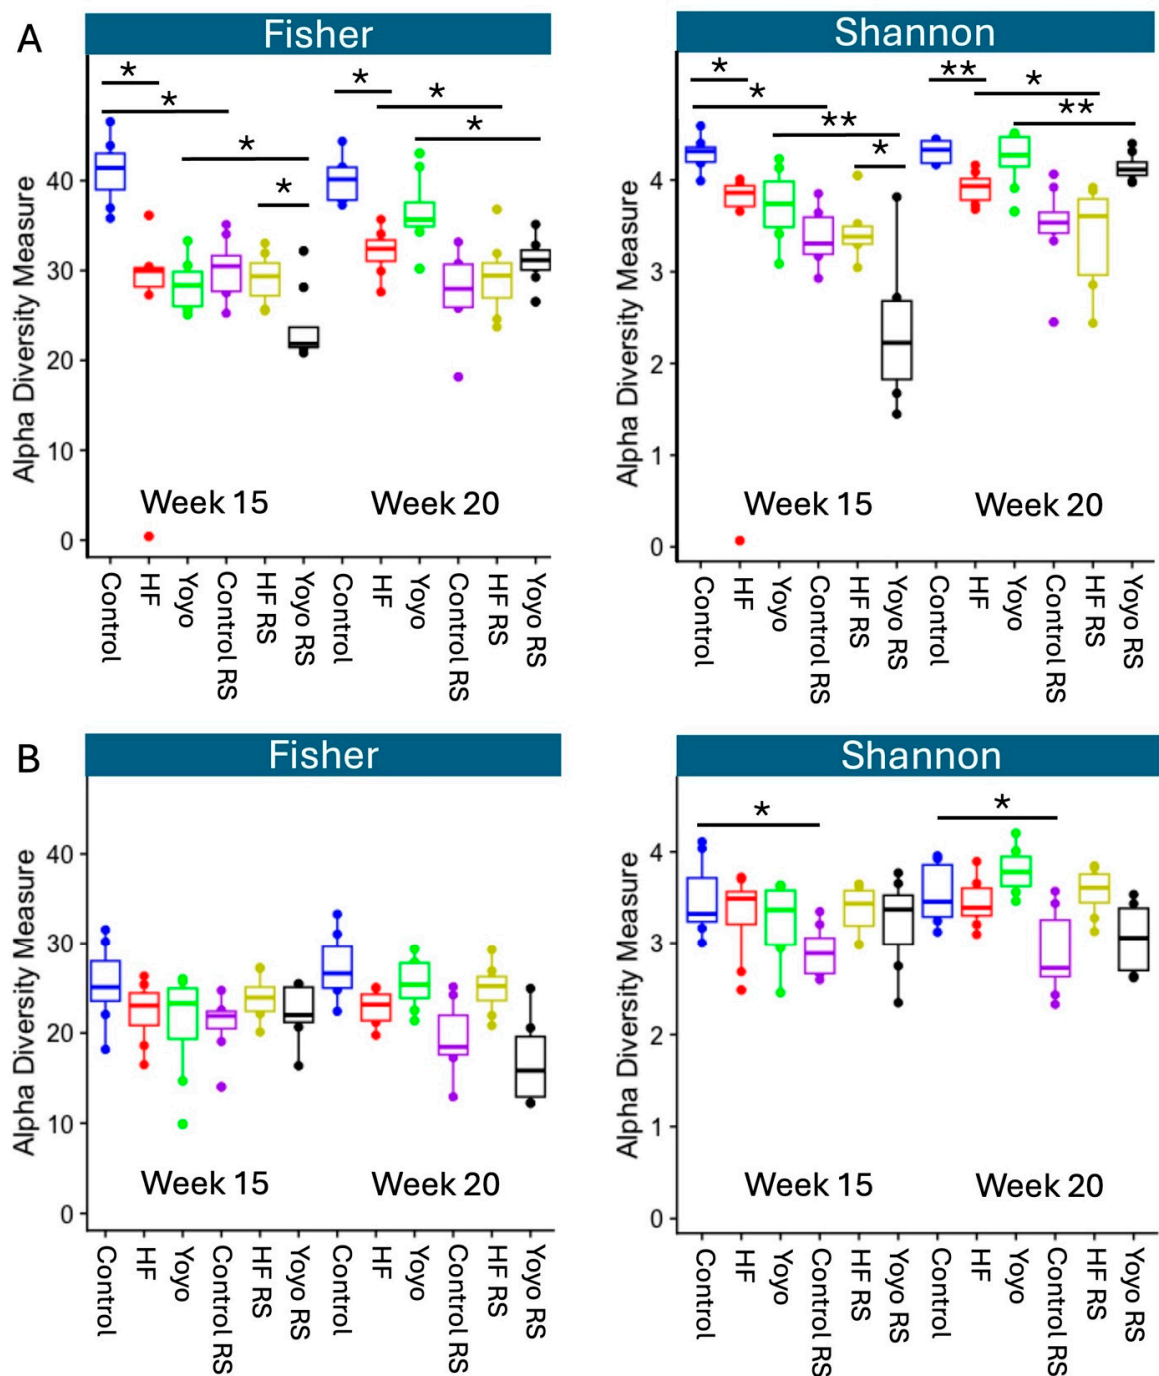 A
Fisher
Shannon
* * * * * * *
* * ** * ** * **
Alpha Diversity Measure
40
30
20
10
0
Week 15
Week 20
Control
HF
Yoyo
Control RS
HF RS
Yoyo RS
Control
HF
Yoyo
Control RS
HF RS
Yoyo RS
Alpha Diversity Measure
4
3
2
1
0
Week 15
Week 20
Control
HF
Yoyo
Control RS
HF RS
Yoyo RS
Control
HF
Yoyo
Control RS
HF RS
Yoyo RS
B
Fisher
Shannon
Alpha Diversity Measure
40
30
20
10
0
Week 15
Week 20
Control
HF
Yoyo
Control RS
HF RS
Yoyo RS
Control
HF
Yoyo
Control RS
HF RS
Yoyo RS
* *
Alpha Diversity Measure
4
3
2
1
0
Week 15
Week 20
Control
HF
Yoyo
Control RS
HF RS
Yoyo RS
Control
HF
Yoyo
Control RS
HF RS
Yoyo RS